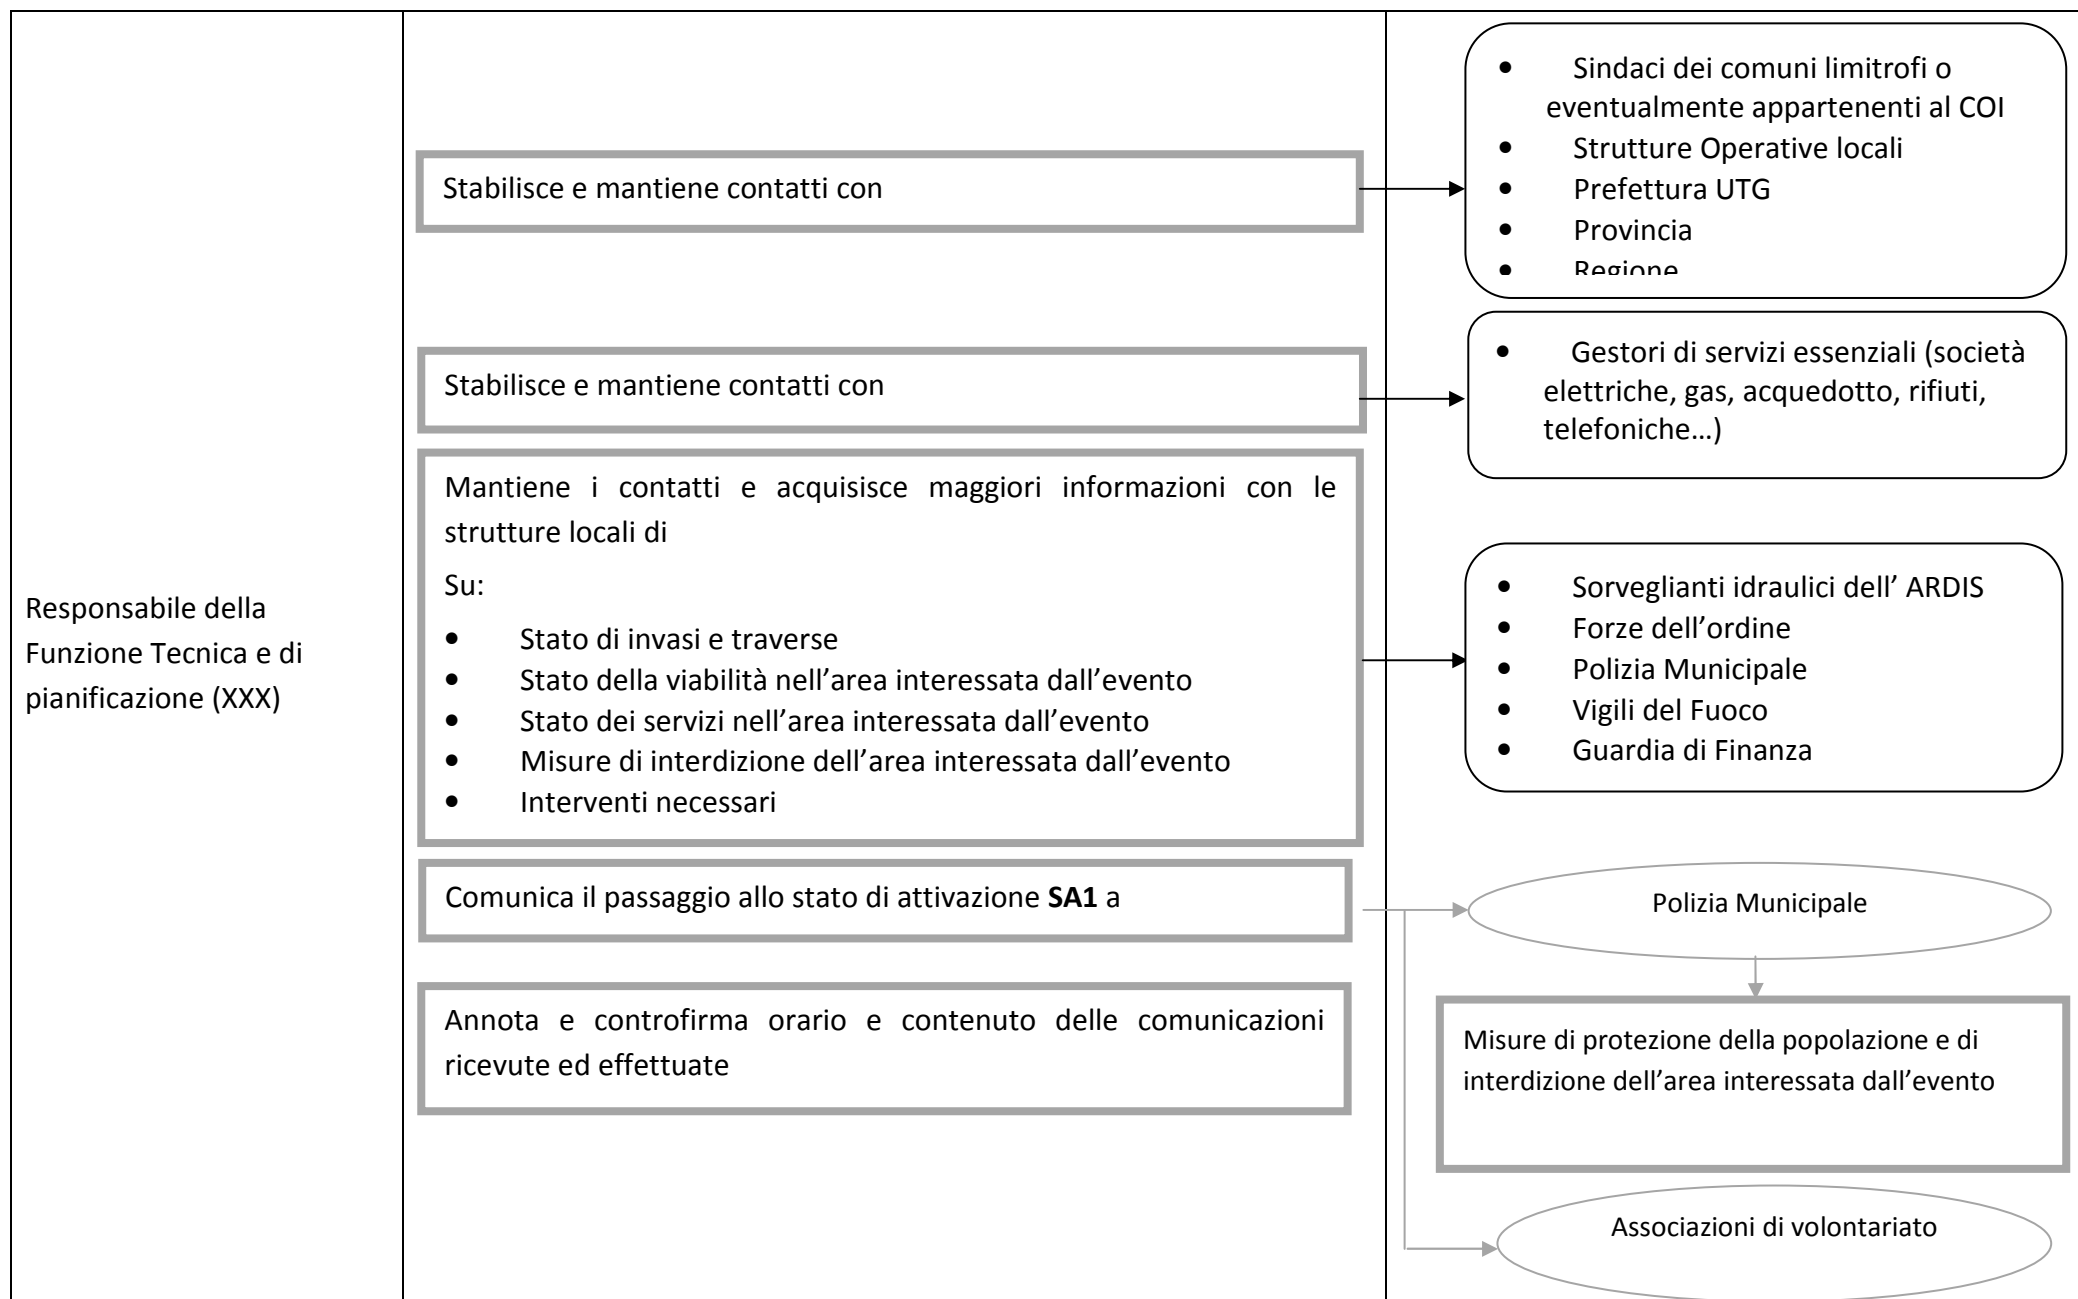 Responsabile della
Funzione Tecnica e di
pianificazione (XXX)
Stabilisce e mantiene contatti con
• Sindaci dei comuni limitrofi o
eventualmente appartenenti al COI
• Strutture Operative locali
• Prefettura UTG
• Provincia
• Regione
Stabilisce e mantiene contatti con
• Gestori di servizi essenziali (società
elettriche, gas, acquedotto, rifiuti,
telefoniche…)
Mantiene i contatti e acquisisce maggiori informazioni con le
strutture locali di
Su:
• Stato di invasi e traverse
• Stato della viabilità nell’area interessata dall’evento
• Stato dei servizi nell’area interessata dall’evento
• Misure di interdizione dell’area interessata dall’evento
• Interventi necessari
• Sorveglianti idraulici dell’ ARDIS
• Forze dell’ordine
• Polizia Municipale
• Vigili del Fuoco
• Guardia di Finanza
Comunica il passaggio allo stato di attivazione SA1 a
Polizia Municipale
Misure di protezione della popolazione e di
interdizione dell’area interessata dall’evento
Associazioni di volontariato
Annota e controfirma orario e contenuto delle comunicazioni
ricevute ed effettuate